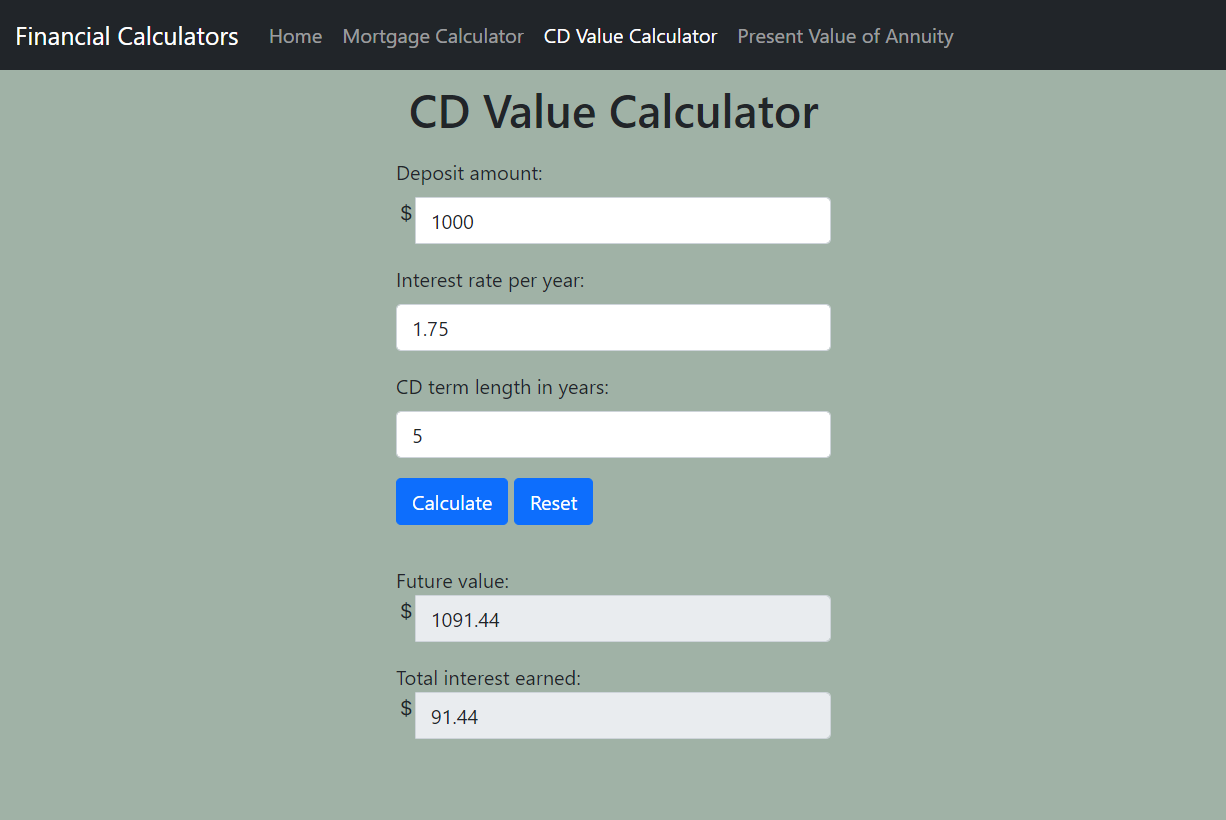 Financial Calculators Home Mortgage Calculator CD Value Calculator Present Value of Annuity
CD Value Calculator
Deposit amount:
$ 1000
Interest rate per year:
1.75
CD term length in years:
5
Calculate Reset
Future value:
$ 1091.44
Total interest earned:
$ 91.44